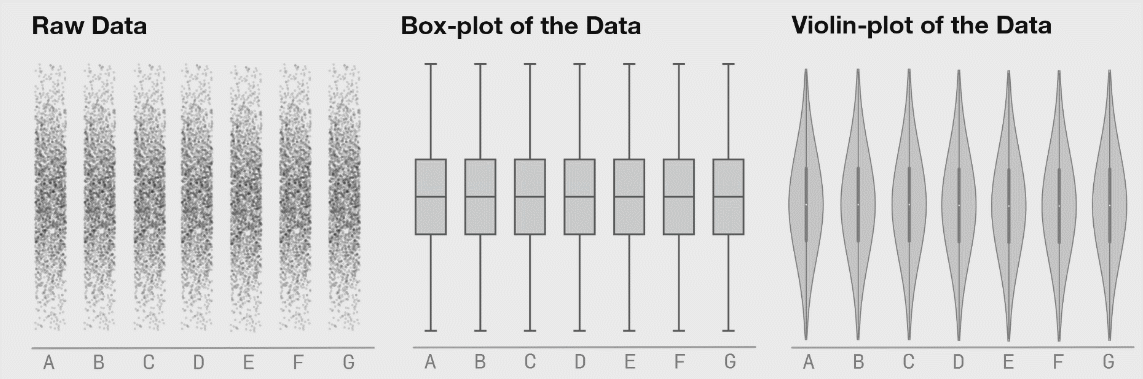 Raw Data
Box-plot of the Data
Violin-plot of the Data
A B C D E F G
A B C D E F G
A B C D E F G